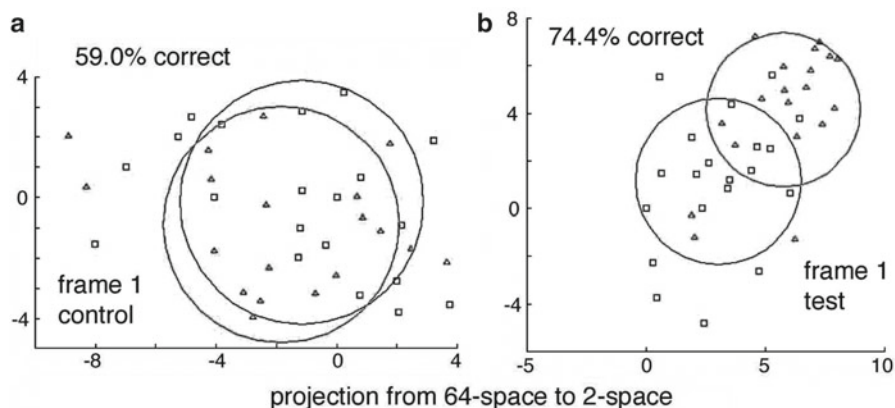 a
59.0% correct
4
0
-4
frame 1
control
-8
-4
0
4
b
74.4% correct
8
4
0
-4
frame 1
test
-5
0
5
10
projection from 64-space to 2-space